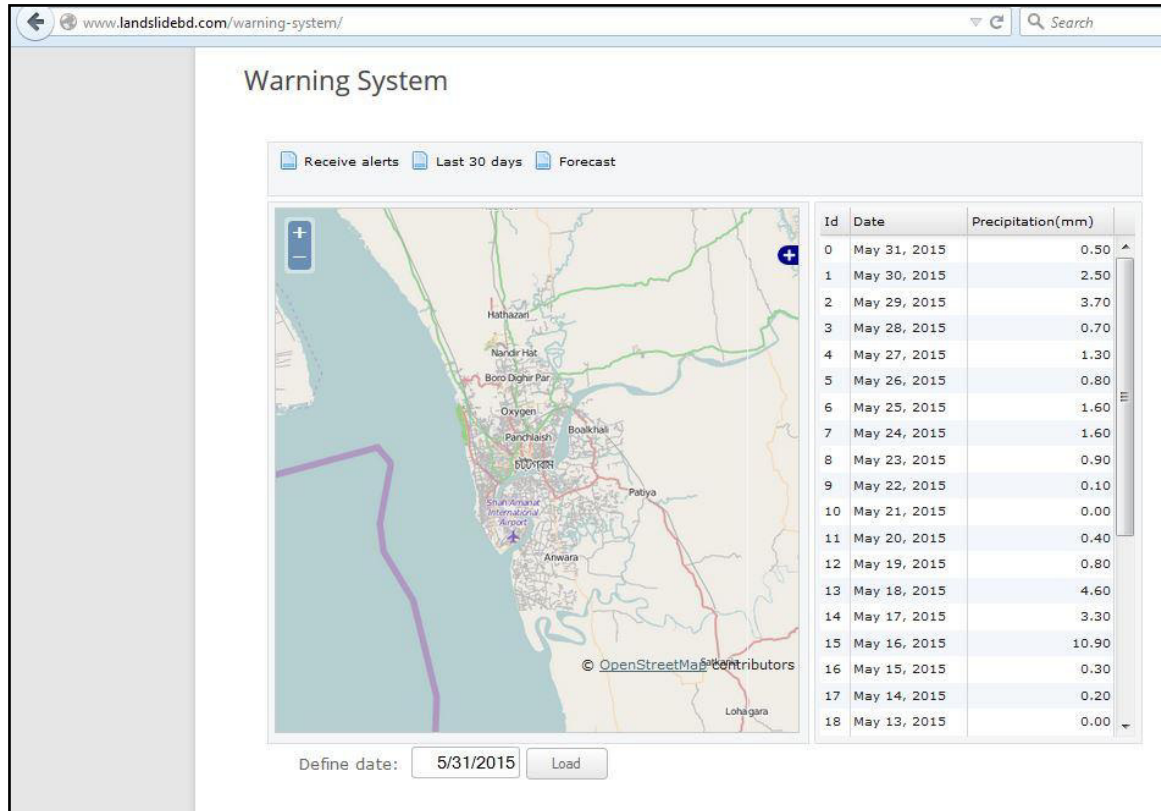 www.landslidebd.com/warning-system/
Search
Warning System
Receive alerts Last 30 days Forecast
Hathazari
Nandir Hat
Boro Dighir Par
Oxygen
Panchlaish
Boalkhali
Patiya
Shah Amanat
International
Airport
Anwara
Satkania
© OpenStreetMap contributors
Lohagara
Id Date Precipitation(mm)
0 May 31, 2015 0.50
1 May 30, 2015 2.50
2 May 29, 2015 3.70
3 May 28, 2015 0.70
4 May 27, 2015 1.30
5 May 26, 2015 0.80
6 May 25, 2015 1.60
7 May 24, 2015 1.60
8 May 23, 2015 0.90
9 May 22, 2015 0.10
10 May 21, 2015 0.00
11 May 20, 2015 0.40
12 May 19, 2015 0.80
13 May 18, 2015 4.60
14 May 17, 2015 3.30
15 May 16, 2015 10.90
16 May 15, 2015 0.30
17 May 14, 2015 0.20
18 May 13, 2015 0.00
Define date: 5/31/2015 Load